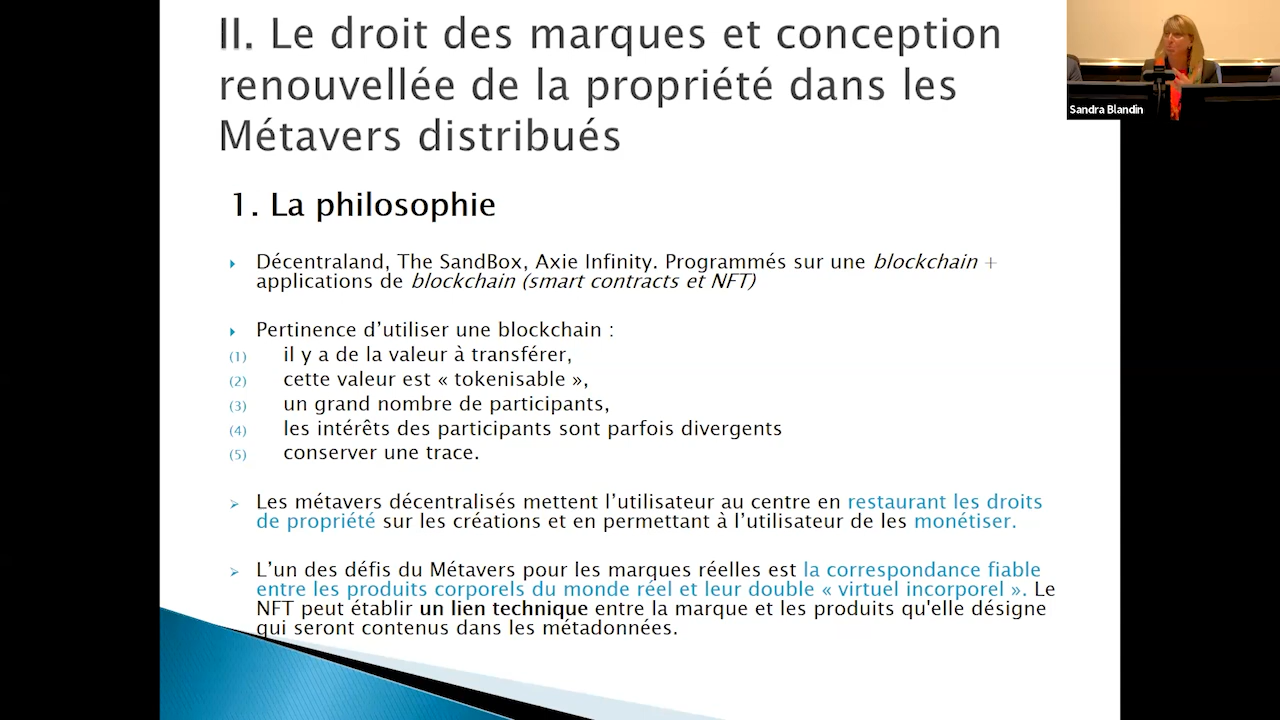 II. Le droit des marques et conception
renouvellée de la propriété dans les
Métavers distribués
Sandra Blandin
1. La philosophie
Décentraland, The SandBox, Axie Infinity. Programmés sur une blockchain +
applications de blockchain (smart contracts et NFT)
Pertinence d’utiliser une blockchain :
(1) il y a de la valeur à transférer,
(2) cette valeur est « tokenisable »,
(3) un grand nombre de participants,
(4) les intérêts des participants sont parfois divergents
(5) conserver une trace.
Les métavers décentralisés mettent l’utilisateur au centre en restaurant les droits
de propriété sur les créations et en permettant à l’utilisateur de les monétiser.
L’un des défis du Métavers pour les marques réelles est la correspondance fiable
entre les produits corporels du monde réel et leur double « virtuel incorporel ». Le
NFT peut établir un lien technique entre la marque et les produits qu'elle désigne
qui seront contenus dans les métadonnées.